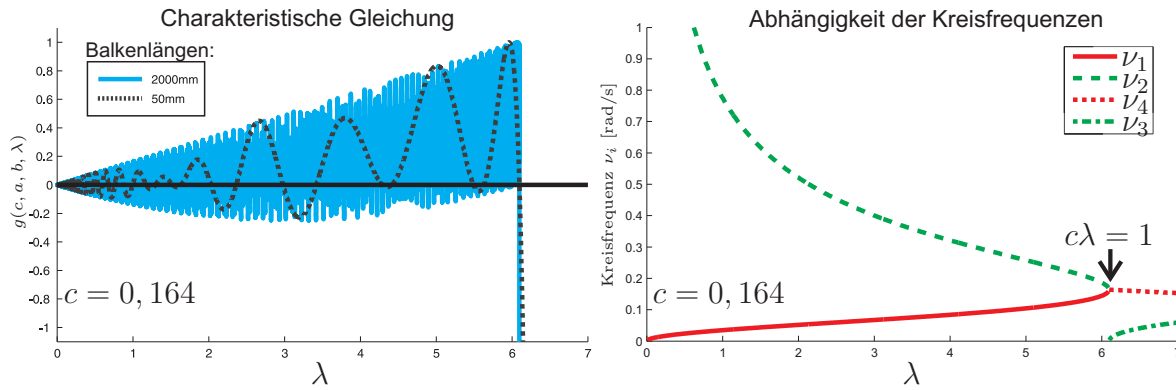 Charakteristische Gleichung
Balkenlängen:
2000mm
50mm
g(c, a, b, λ)
1
0.8
0.6
0.4
0.2
0
-0.2
-0.4
-0.6
-0.8
-1
c = 0, 164
0 1 2 3 4 5 6 7
λ
Abhängigkeit der Kreisfrequenzen
ν₁
ν₂
ν₄
ν₃
Kreisfrequenz νᵢ [rad/s]
1
0.9
0.8
0.7
0.6
0.5
0.4
0.3
0.2
0.1
0
cλ = 1
c = 0, 164
0 1 2 3 4 5 6 7
λ